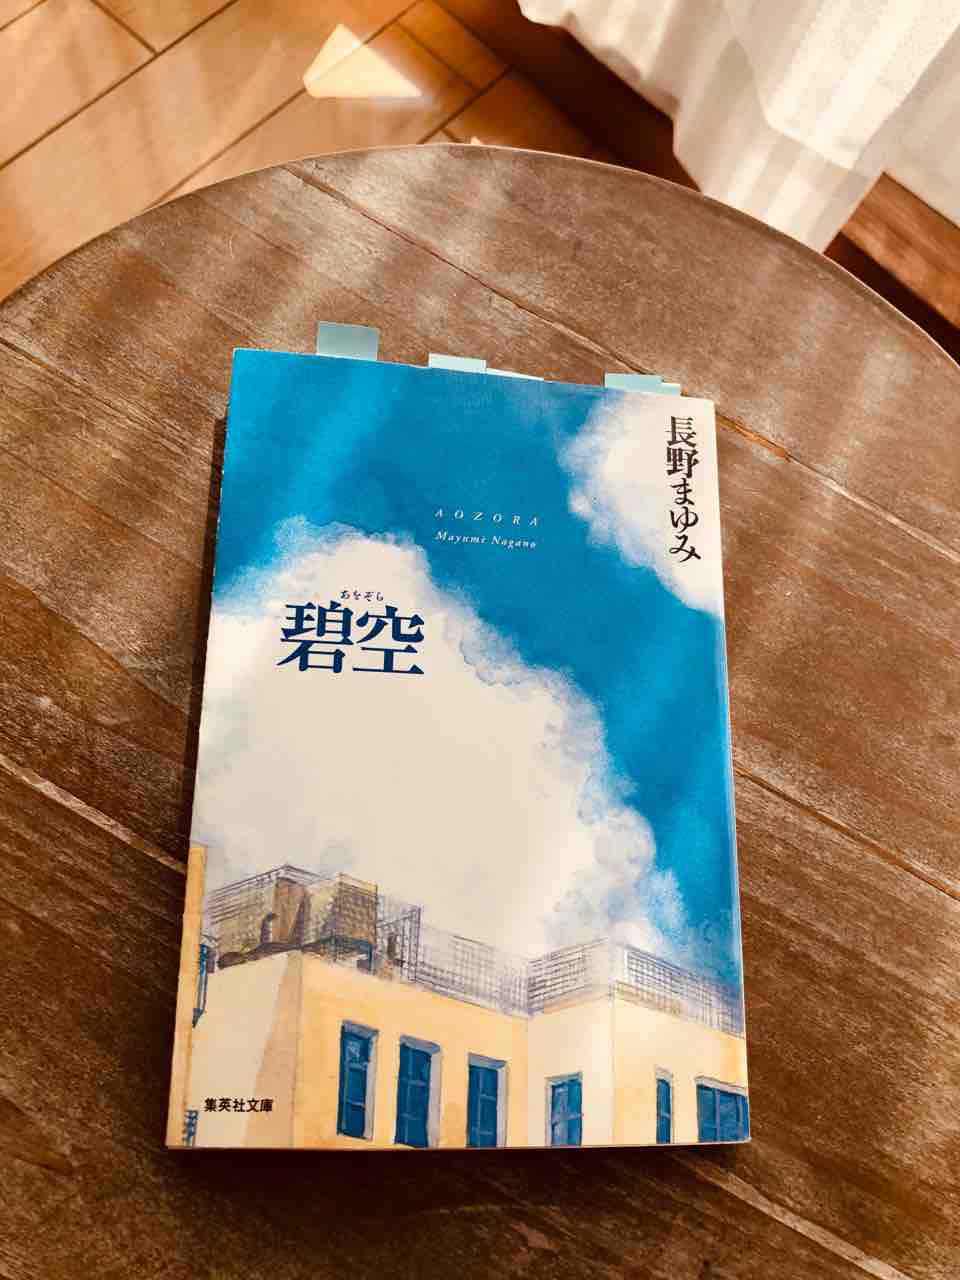 長野まゆみ
AOZORA
Mayumi Nagano
あをぞら
碧空
集英社文庫